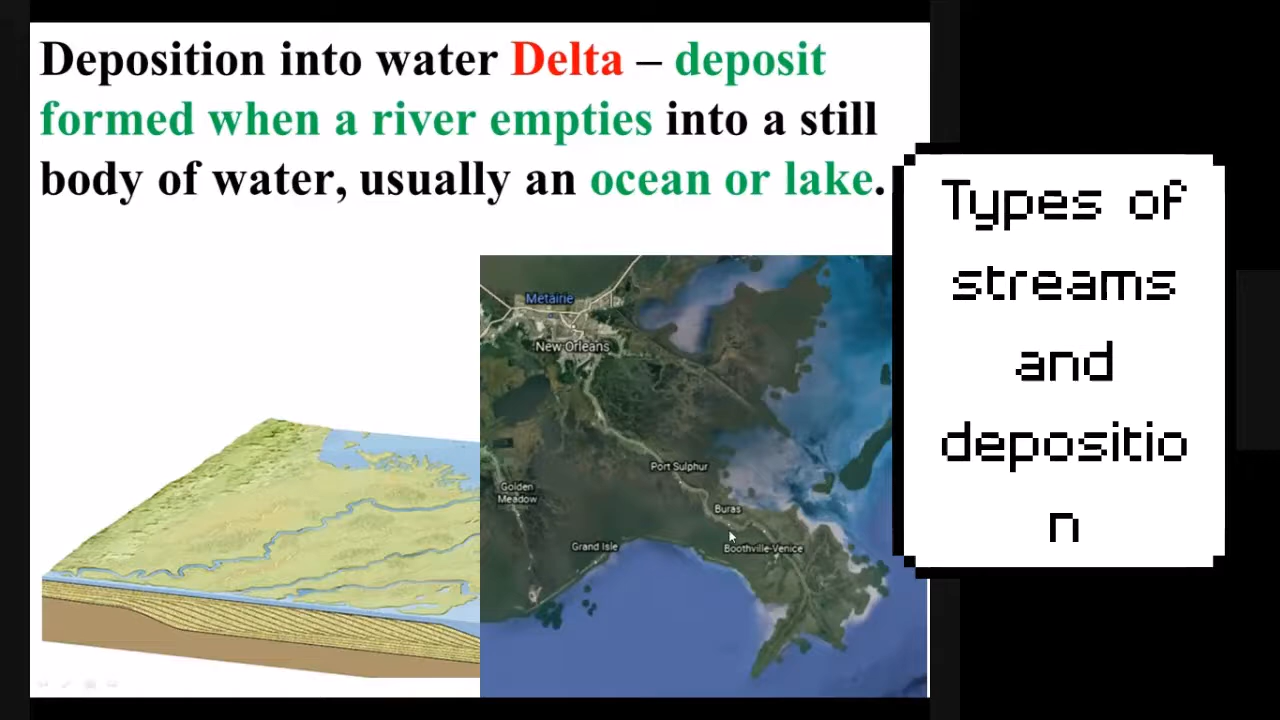 Deposition into water Delta – deposit
formed when a river empties into a still
body of water, usually an ocean or lake.
Metairie
New Orleans
Port Sulphur
Golden
Meadow
Buras
Grand Isle
Boothville-Venice
Types of
streams
and
depositio
n